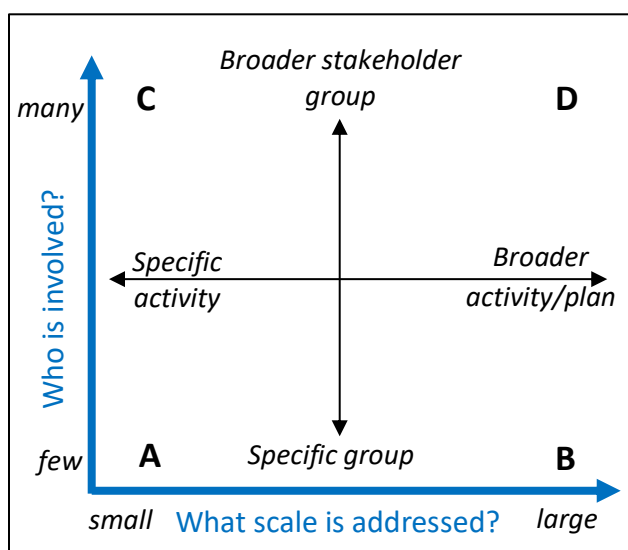 Broader stakeholder
group
C
D
many
Who is involved?
Specific
activity
Broader
activity/plan
few
A
Specific group
B
small
What scale is addressed?
large